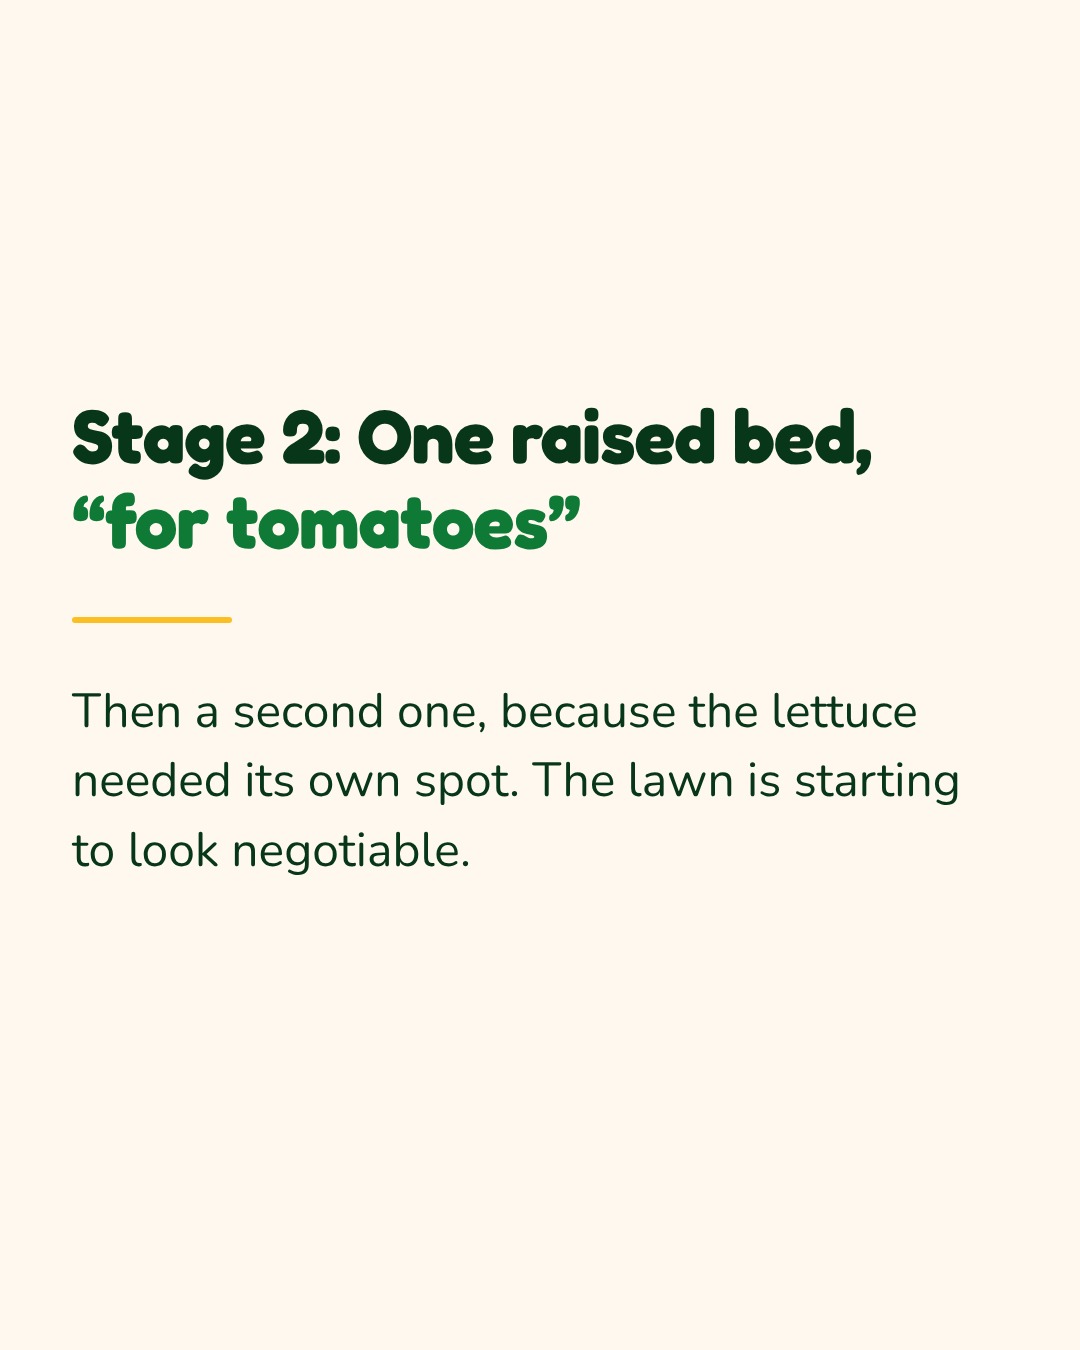 Stage 2: One raised bed,
“for tomatoes”
Then a second one, because the lettuce
needed its own spot. The lawn is starting
to look negotiable.